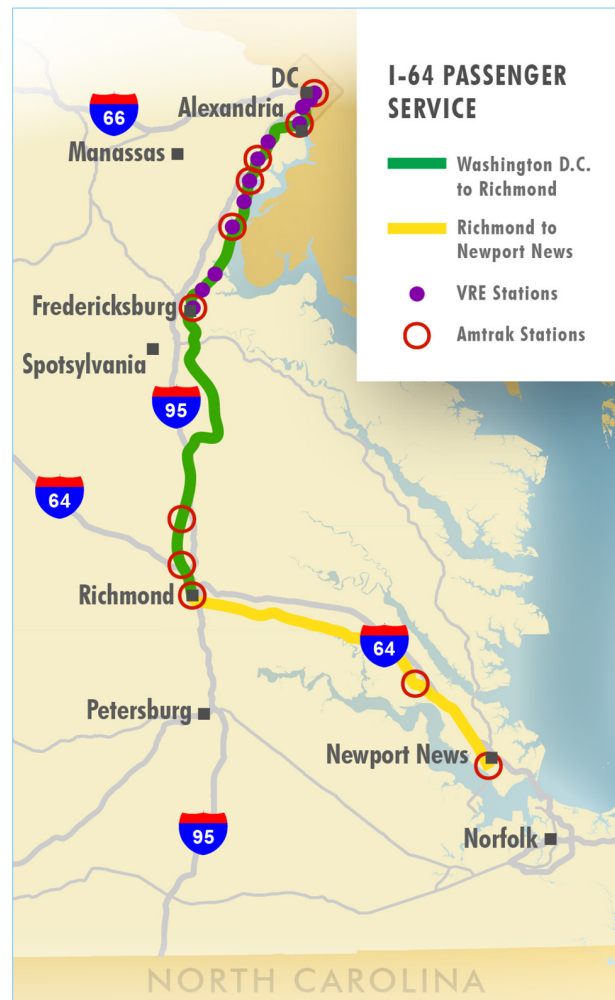 I-64 PASSENGER
SERVICE
Washington D.C.
to Richmond
Richmond to
Newport News
VRE Stations
Amtrak Stations
DC
66
Alexandria
Manassas
Fredericksburg
Spotsylvania
95
64
Richmond
64
Petersburg
Newport News
95
Norfolk
NORTH CAROLINA